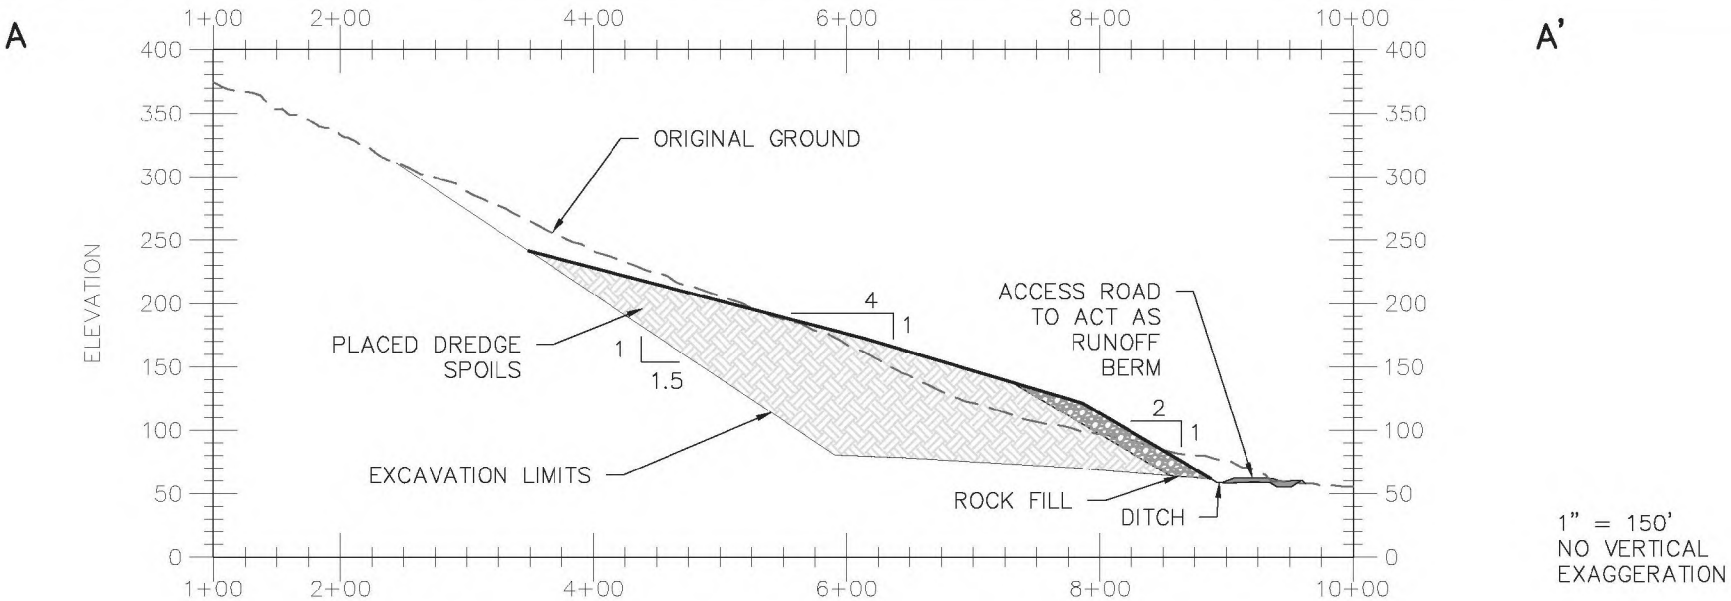 1+00 2+00 4+00 6+00 8+00 10+00
A
A'
400 400
350 350
300 300
250 250
200 200
150 150
100 100
50 50
0 0
ELEVATION
ORIGINAL GROUND
PLACED DREDGE
SPOILS
1
1.5
EXCAVATION LIMITS
4
1
ACCESS ROAD
TO ACT AS
RUNOFF
BERM
2
1
ROCK FILL
DITCH
1+00 2+00 4+00 6+00 8+00 10+00
1" = 150'
NO VERTICAL
EXAGGERATION